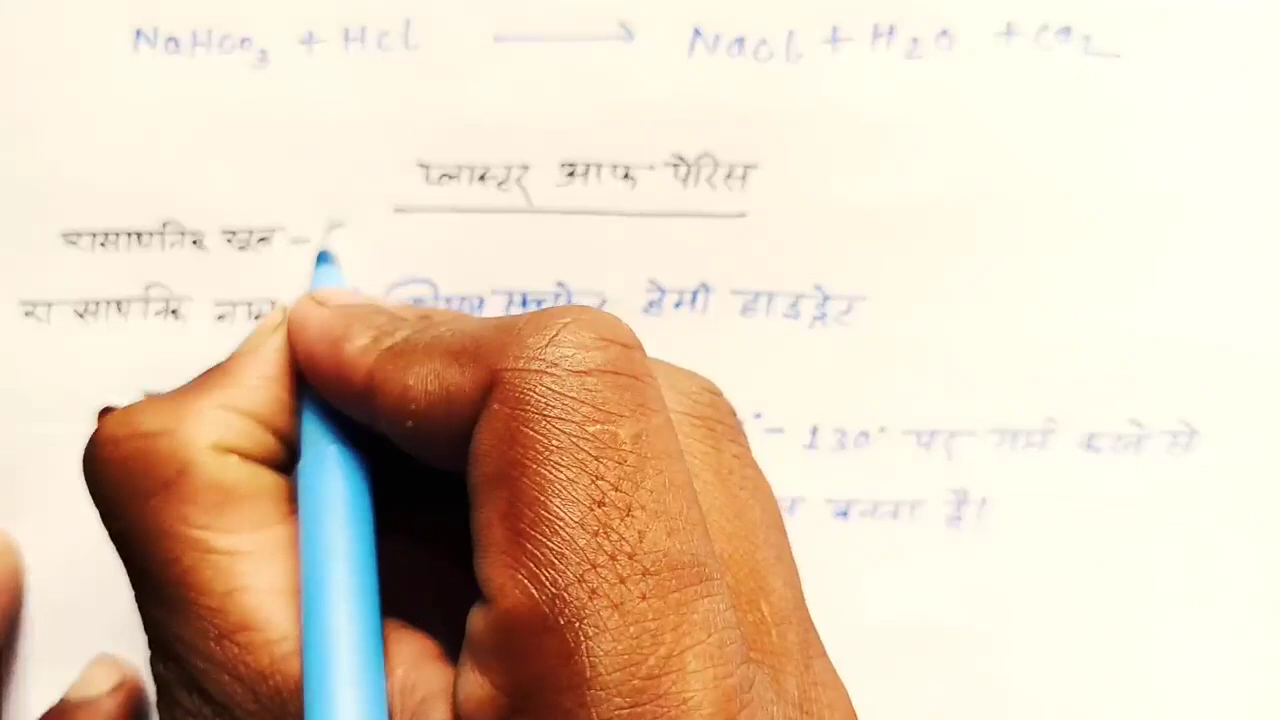 NaHCO3 + HCl ⟶ NaCl + H2O + CO2
प्लास्टर आफ पेरिस
रासायनिक सूत्र -
रासायनिक नाम हेमी हाइड्रेट
- 130° पर गर्म करने से
बनता है।